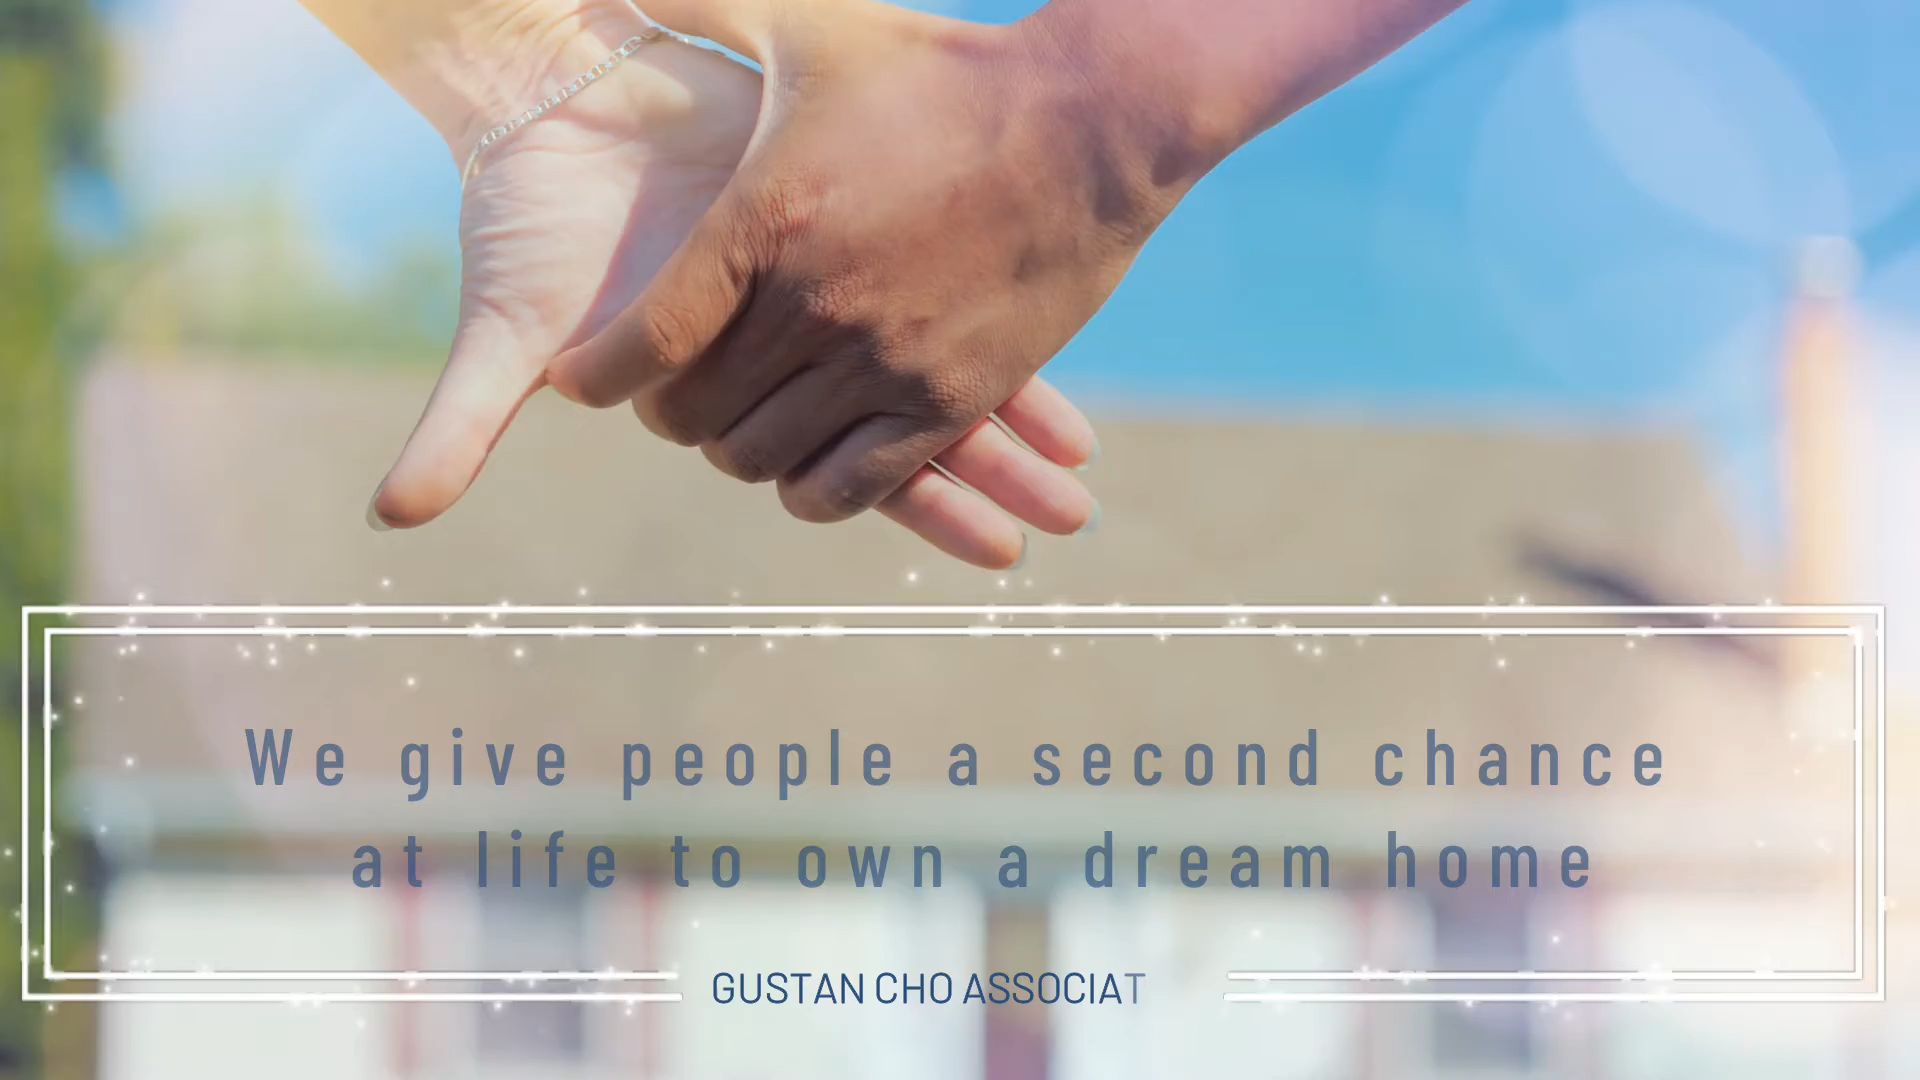 We give people a second chance
at life to own a dream home
GUSTAN CHO ASSOCIAT